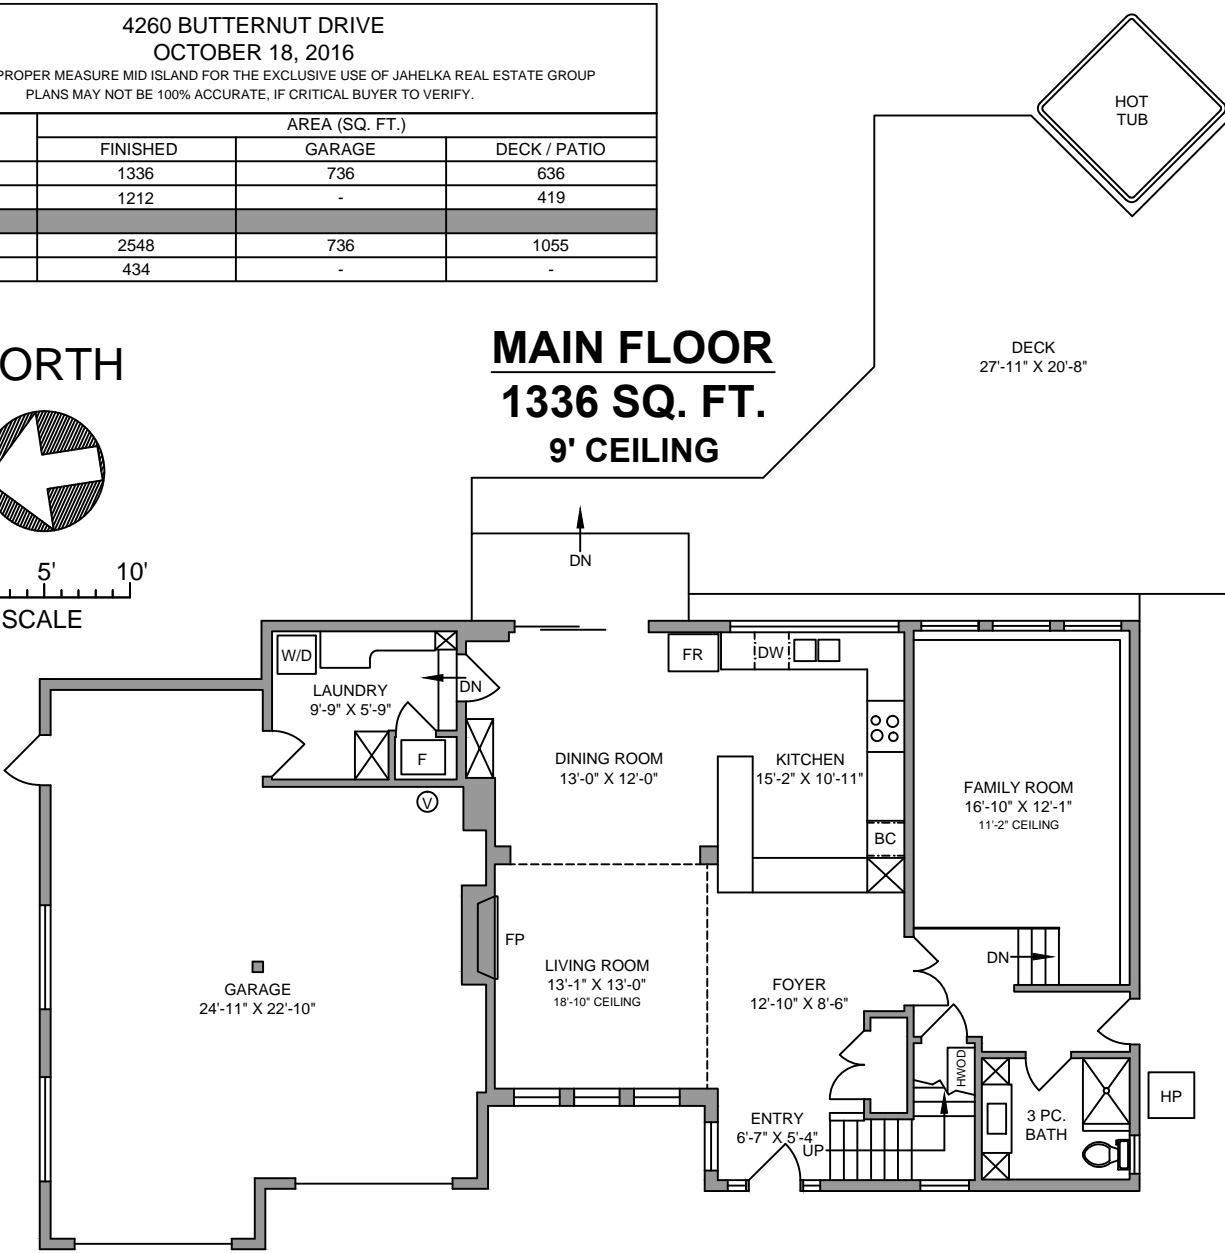 4260 BUTTERNUT DRIVE
OCTOBER 18, 2016
PROPER MEASURE MID ISLAND FOR THE EXCLUSIVE USE OF JAHELKA REAL ESTATE GROUP
PLANS MAY NOT BE 100% ACCURATE, IF CRITICAL BUYER TO VERIFY.
AREA (SQ. FT.)
FINISHED GARAGE DECK / PATIO
1336 736 636
1212 - 419
2548 736 1055
434 - -
HOT
TUB
ORTH
MAIN FLOOR
1336 SQ. FT.
9' CEILING
DECK
27'-11" X 20'-8"
5' 10'
SCALE
DN
W/D
LAUNDRY
9'-9" X 5'-9"
DN
F
V
FR
DW
DINING ROOM
13'-0" X 12'-0"
KITCHEN
15'-2" X 10'-11"
BC
FAMILY ROOM
16'-10" X 12'-1"
11'-2" CEILING
FP
LIVING ROOM
13'-1" X 13'-0"
18'-10" CEILING
FOYER
12'-10" X 8'-6"
DN
GARAGE
24'-11" X 22'-10"
HWOD
HP
ENTRY
6'-7" X 5'-4"
UP
3 PC.
BATH